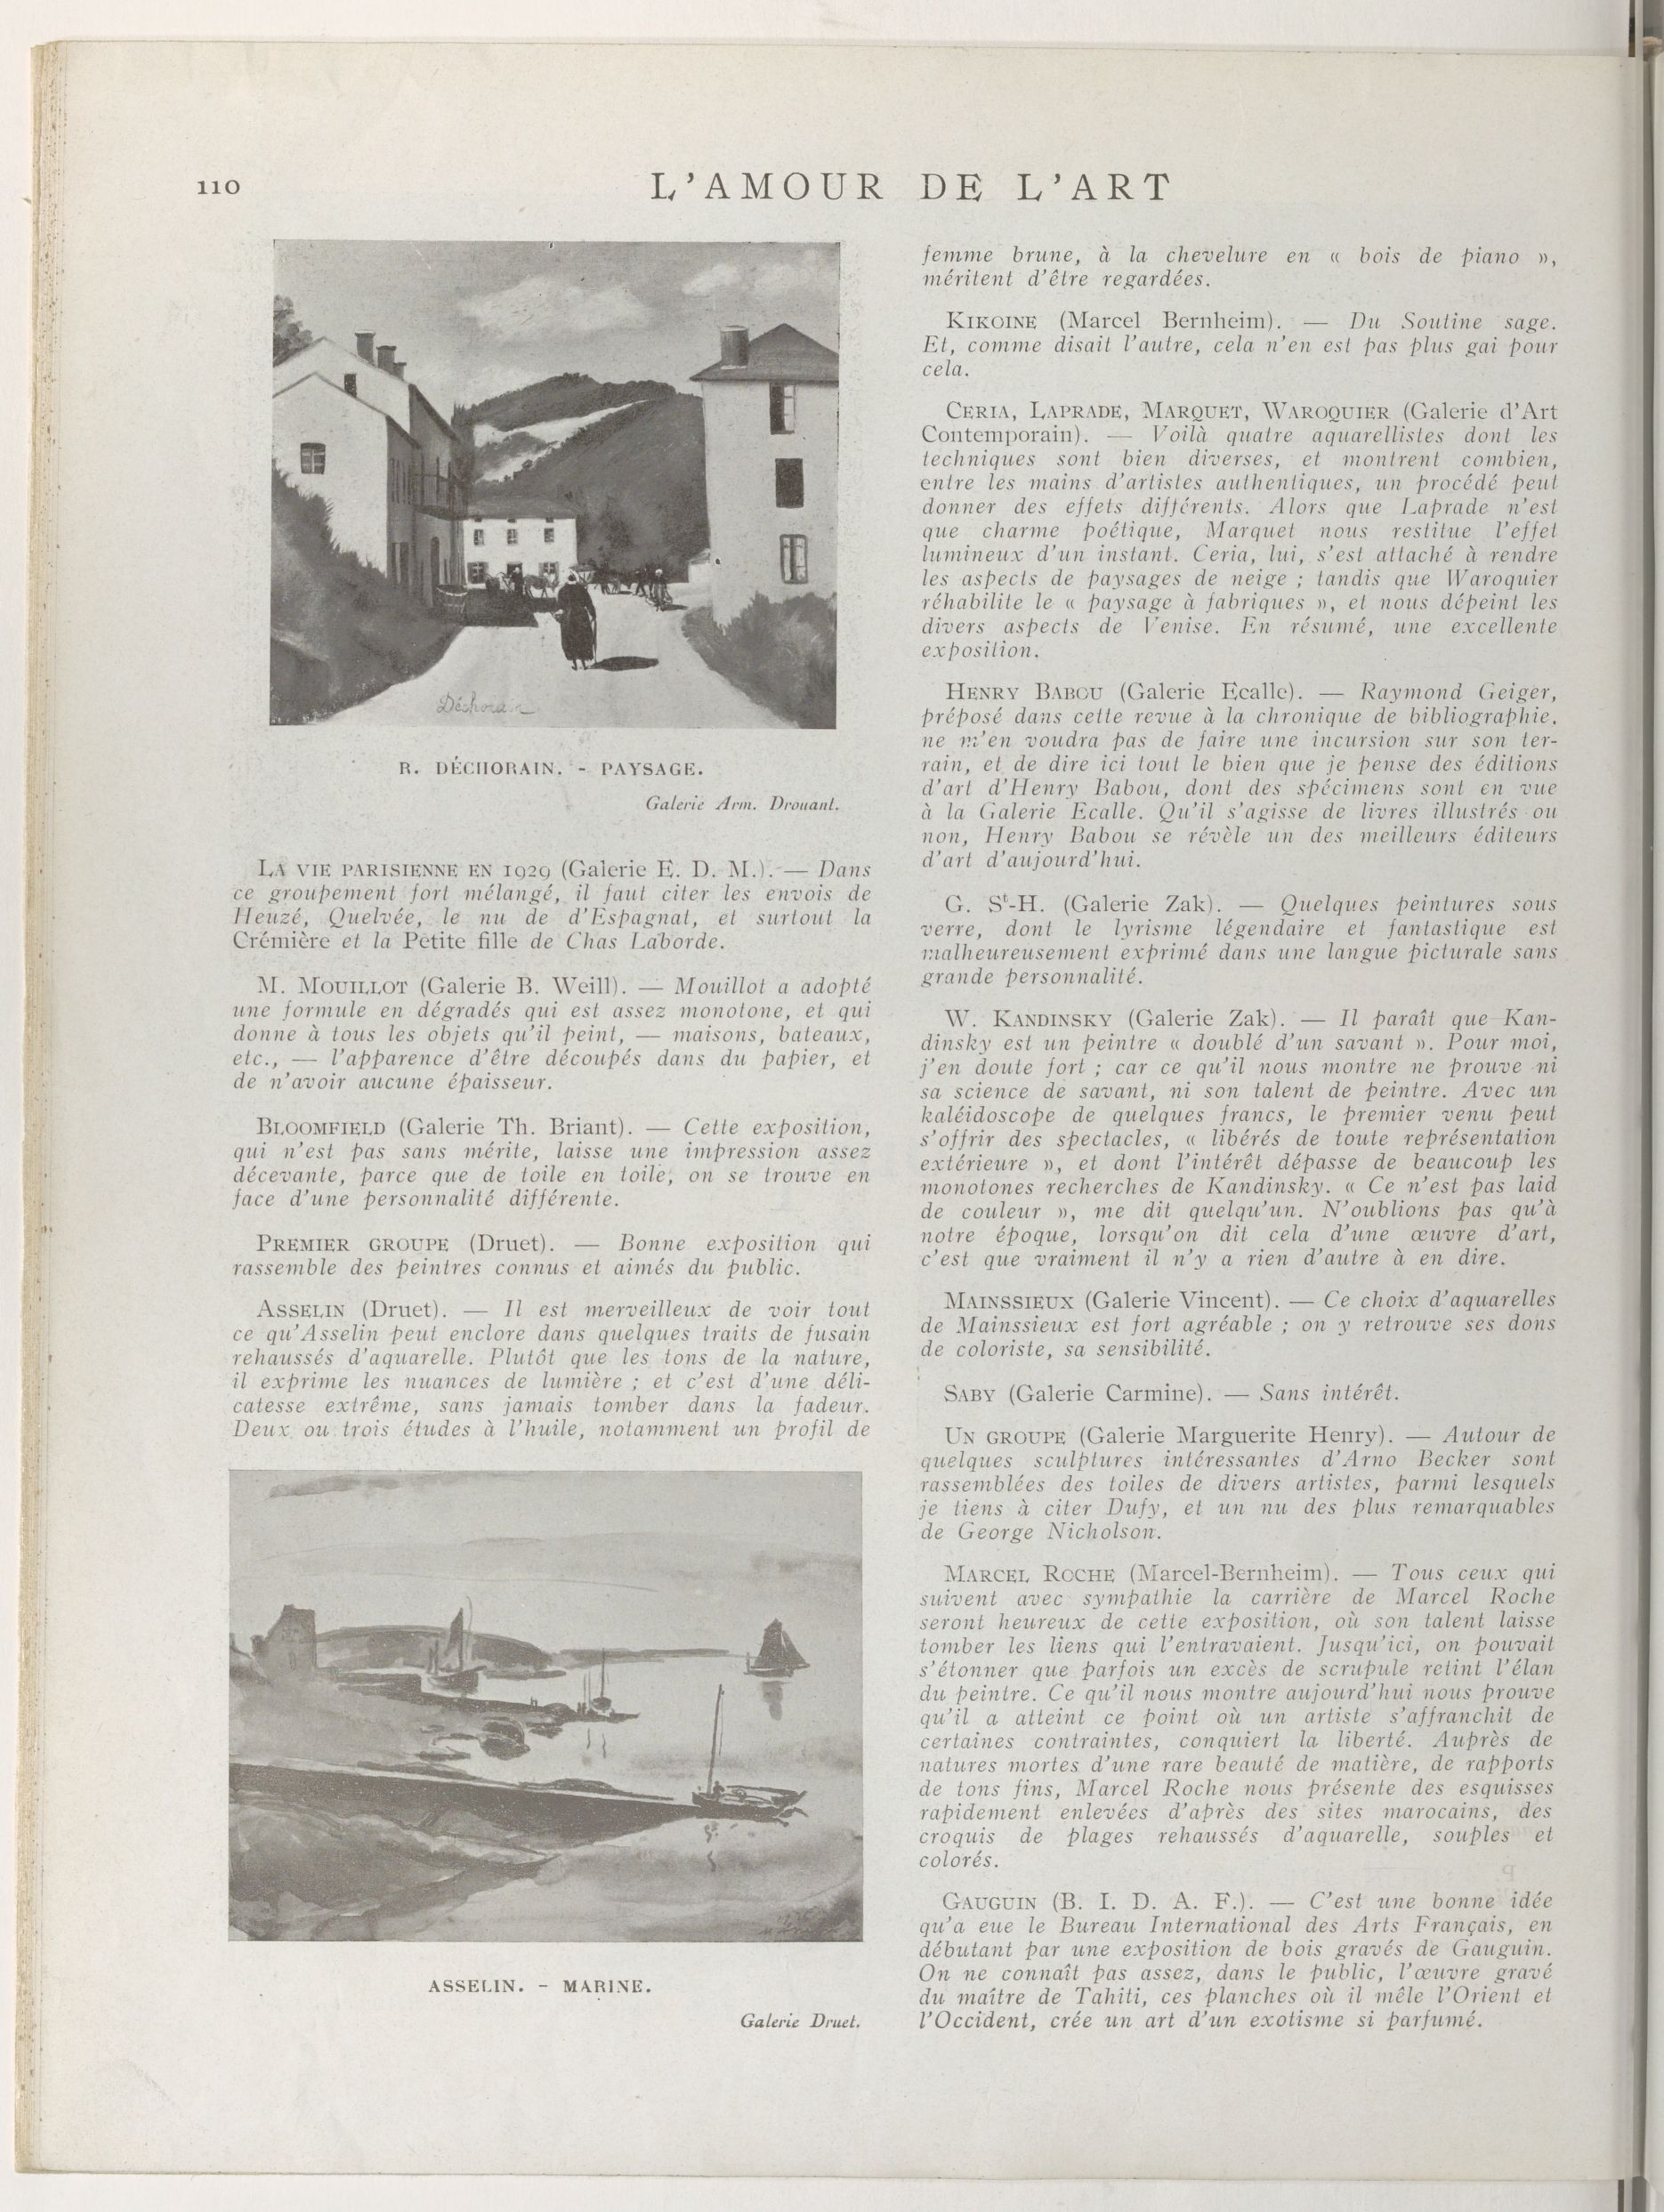 110
L'AMOUR DE L'ART
Déchorain
R. DÉCHORAIN. - PAYSAGE.
Galerie Arm. Drouant.
LA VIE PARISIENNE EN 1929 (Galerie E. D. M.). — Dans
ce groupement fort mélangé, il faut citer les envois de
Heuzé, Quelvée, le nu de d'Espagnat, et surtout la
Crémière et la Petite fille de Chas Laborde.
M. MOUILLOT (Galerie B. Weill). — Mouillot a adopté
une formule en dégradés qui est assez monotone, et qui
donne à tous les objets qu'il peint, — maisons, bateaux,
etc., — l'apparence d'être découpés dans du papier, et
de n'avoir aucune épaisseur.
BLOOMFIELD (Galerie Th. Briant). — Cette exposition,
qui n'est pas sans mérite, laisse une impression assez
décevante, parce que de toile en toile, on se trouve en
face d'une personnalité différente.
PREMIER GROUPE (Druet). — Bonne exposition qui
rassemble des peintres connus et aimés du public.
ASSELIN (Druet). — Il est merveilleux de voir tout
ce qu'Asselin peut enclore dans quelques traits de fusain
rehaussés d'aquarelle. Plutôt que les tons de la nature,
il exprime les nuances de lumière ; et c'est d'une déli-
catesse extrême, sans jamais tomber dans la fadeur.
Deux ou trois études à l'huile, notamment un profil de
ASSELIN. - MARINE.
Galerie Druet.
femme brune, à la chevelure en « bois de piano »,
méritent d'être regardées.
KIKOINE (Marcel Bernheim). — Du Soutine sage.
Et, comme disait l'autre, cela n'en est pas plus gai pour
cela.
CERIA, LAPRADE, MARQUET, WAROQUIER (Galerie d'Art
Contemporain). — Voilà quatre aquarellistes dont les
techniques sont bien diverses, et montrent combien,
entre les mains d'artistes authentiques, un procédé peut
donner des effets différents. Alors que Laprade n'est
que charme poétique, Marquet nous restitue l'effet
lumineux d'un instant. Ceria, lui, s'est attaché à rendre
les aspects de paysages de neige ; tandis que Waroquier
réhabilite le « paysage à fabriques », et nous dépeint les
divers aspects de Venise. En résumé, une excellente
exposition.
HENRY BABOU (Galerie Ecalle). — Raymond Geiger,
préposé dans cette revue à la chronique de bibliographie,
ne m'en voudra pas de faire une incursion sur son ter-
rain, et de dire ici tout le bien que je pense des éditions
d'art d'Henry Babou, dont des spécimens sont en vue
à la Galerie Ecalle. Qu'il s'agisse de livres illustrés ou
non, Henry Babou se révèle un des meilleurs éditeurs
d'art d'aujourd'hui.
G. St-H. (Galerie Zak). — Quelques peintures sous
verre, dont le lyrisme légendaire et fantastique est
malheureusement exprimé dans une langue picturale sans
grande personnalité.
W. KANDINSKY (Galerie Zak). — Il paraît que Kan-
dinsky est un peintre « doublé d'un savant ». Pour moi,
j'en doute fort ; car ce qu'il nous montre ne prouve ni
sa science de savant, ni son talent de peintre. Avec un
kaléidoscope de quelques francs, le premier venu peut
s'offrir des spectacles, « libérés de toute représentation
extérieure », et dont l'intérêt dépasse de beaucoup les
monotones recherches de Kandinsky. « Ce n'est pas laid
de couleur », me dit quelqu'un. N'oublions pas qu'à
notre époque, lorsqu'on dit cela d'une œuvre d'art,
c'est que vraiment il n'y a rien d'autre à en dire.
MAINSSIEUX (Galerie Vincent). — Ce choix d'aquarelles
de Mainssieux est fort agréable ; on y retrouve ses dons
de coloriste, sa sensibilité.
SABY (Galerie Carmine). — Sans intérêt.
UN GROUPE (Galerie Marguerite Henry). — Autour de
quelques sculptures intéressantes d'Arno Becker sont
rassemblées des toiles de divers artistes, parmi lesquels
je tiens à citer Dufy, et un nu des plus remarquables
de George Nicholson.
MARCEL ROCHE (Marcel-Bernheim). — Tous ceux qui
suivent avec sympathie la carrière de Marcel Roche
seront heureux de cette exposition, où son talent laisse
tomber les liens qui l'entravaient. Jusqu'ici, on pouvait
s'étonner que parfois un excès de scrupule retint l'élan
du peintre. Ce qu'il nous montre aujourd'hui nous prouve
qu'il a atteint ce point où un artiste s'affranchit de
certaines contraintes, conquiert la liberté. Auprès de
natures mortes d'une rare beauté de matière, de rapports
de tons fins, Marcel Roche nous présente des esquisses
rapidement enlevées d'après des sites marocains, des
croquis de plages rehaussés d'aquarelle, souples et
colorés.
GAUGUIN (B. I. D. A. F.). — C'est une bonne idée
qu'a eue le Bureau International des Arts Français, en
débutant par une exposition de bois gravés de Gauguin.
On ne connaît pas assez, dans le public, l'œuvre gravé
du maître de Tahiti, ces planches où il mêle l'Orient et
l'Occident, crée un art d'un exotisme si parfumé.